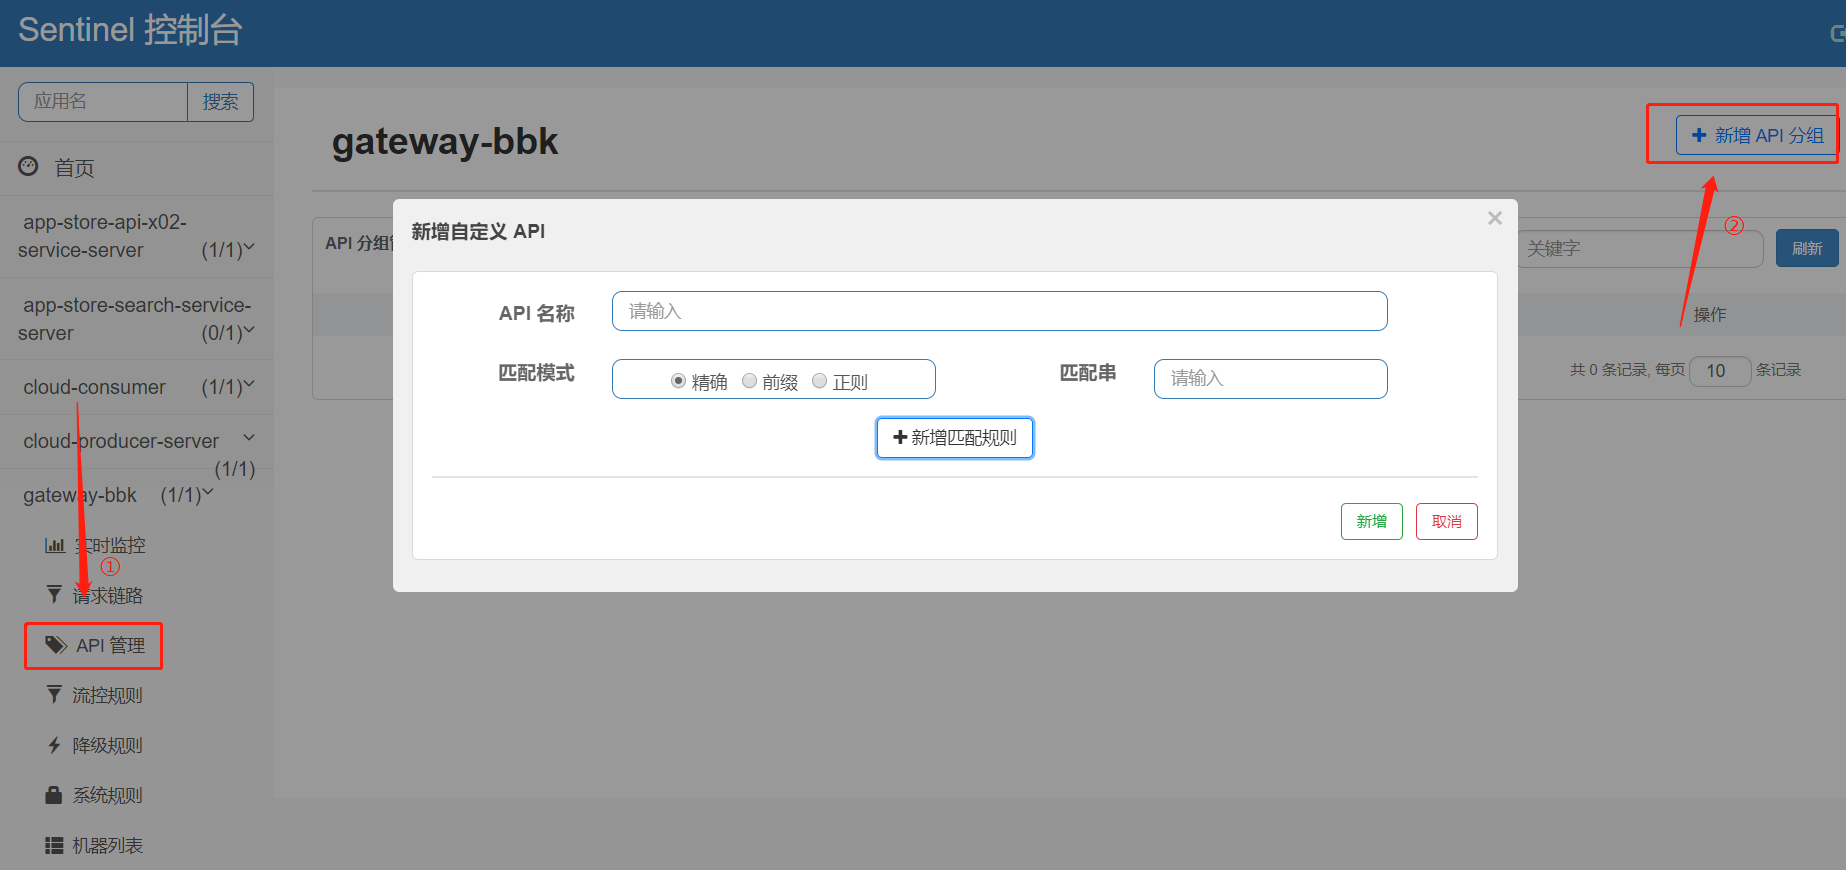 Sentinel 控制台
应用名
搜索
首页
app-store-api-x02-
service-server (1/1)
app-store-search-service-
server (0/1)
cloud-consumer (1/1)
cloud-producer-server
(1/1)
gateway-bbk (1/1)
实时监控
①
请求链路
API 管理
流控规则
降级规则
系统规则
机器列表
gateway-bbk
新增 API 分组
②
API 分组
关键字
刷新
操作
共 0 条记录, 每页 10 条记录
新增自定义 API
×
API 名称 请输入
匹配模式 精确 前缀 正则 匹配串 请输入
新增匹配规则
新增 取消